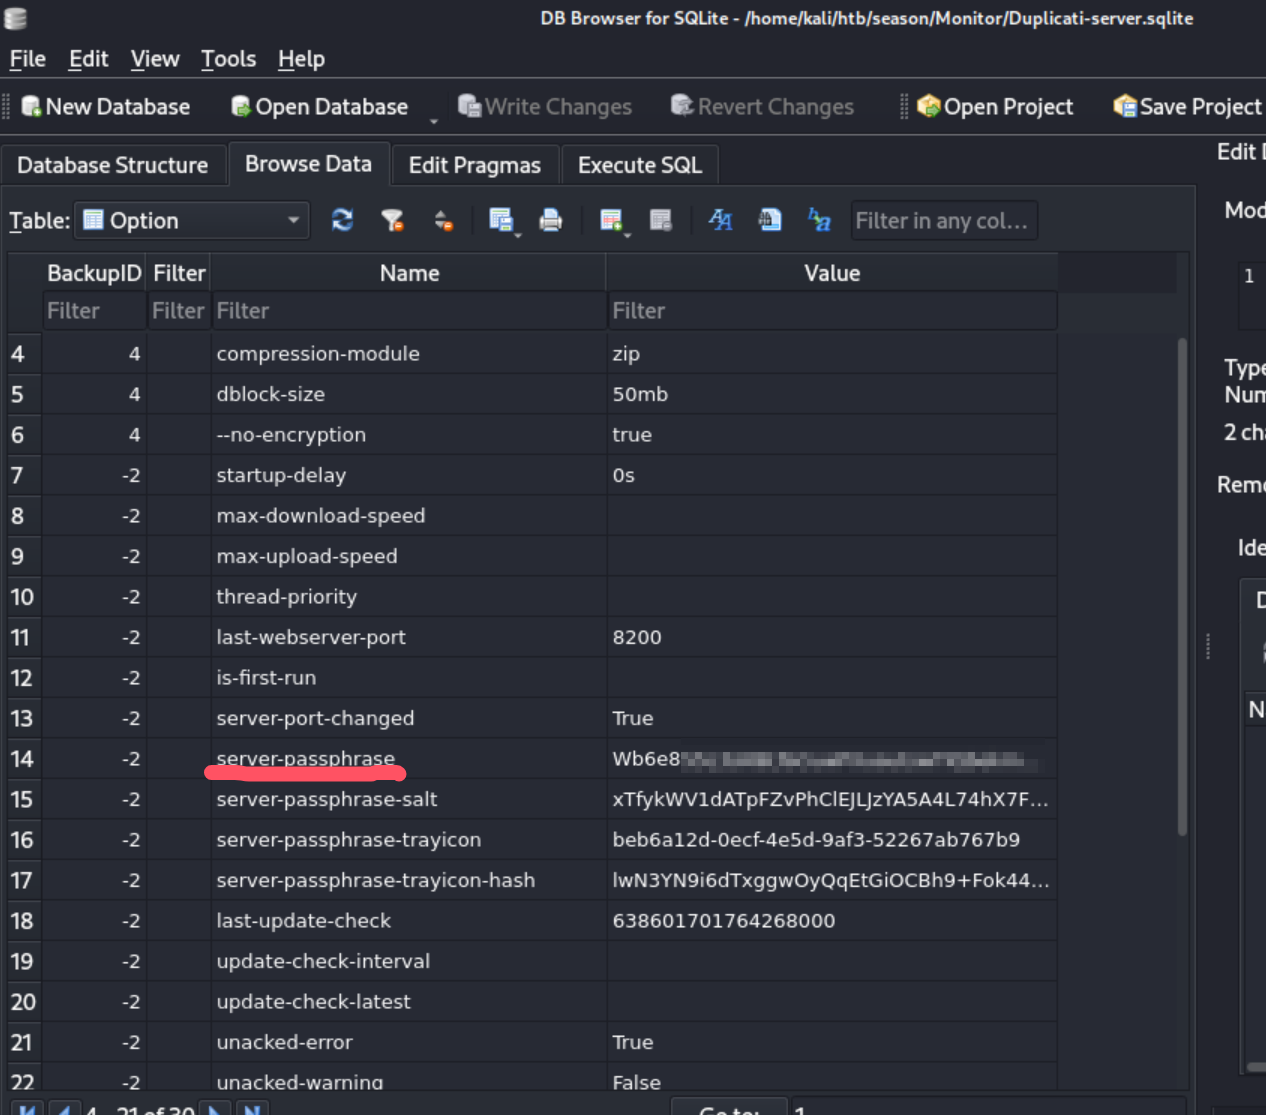 DB Browser for SQLite - /home/kali/htb/season/Monitor/Duplicati-server.sqlite
File Edit View Tools Help
New Database Open Database Write Changes Revert Changes Open Project Save Project
Database Structure Browse Data Edit Pragmas Execute SQL Edit
Table: Option Filter in any col... Mod
BackupID Filter Name Value 1
Filter Filter Filter Filter
4 4 compression-module zip Type
5 4 dblock-size 50mb Num
6 4 --no-encryption true 2 cha
7 -2 startup-delay 0s Remo
8 -2 max-download-speed
9 -2 max-upload-speed Ide
10 -2 thread-priority
11 -2 last-webserver-port 8200
12 -2 is-first-run
13 -2 server-port-changed True N
14 -2 server-passphrase Wb6e8
15 -2 server-passphrase-salt xTfykWV1dATpFZvPhClEJLJzYA5A4L74hX7F...
16 -2 server-passphrase-trayicon beb6a12d-0ecf-4e5d-9af3-52267ab767b9
17 -2 server-passphrase-trayicon-hash lwN3YN9i6dTxggwOyQqEtGiOCBh9+Fok44...
18 -2 last-update-check 638601701764268000
19 -2 update-check-interval
20 -2 update-check-latest
21 -2 unacked-error True
22 -2 unacked-warning False
4 - 21 of 30 Go to: 1